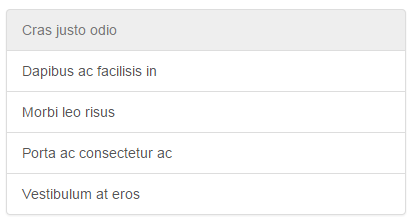 Cras justo odio
Dapibus ac facilisis in
Morbi leo risus
Porta ac consectetur ac
Vestibulum at eros